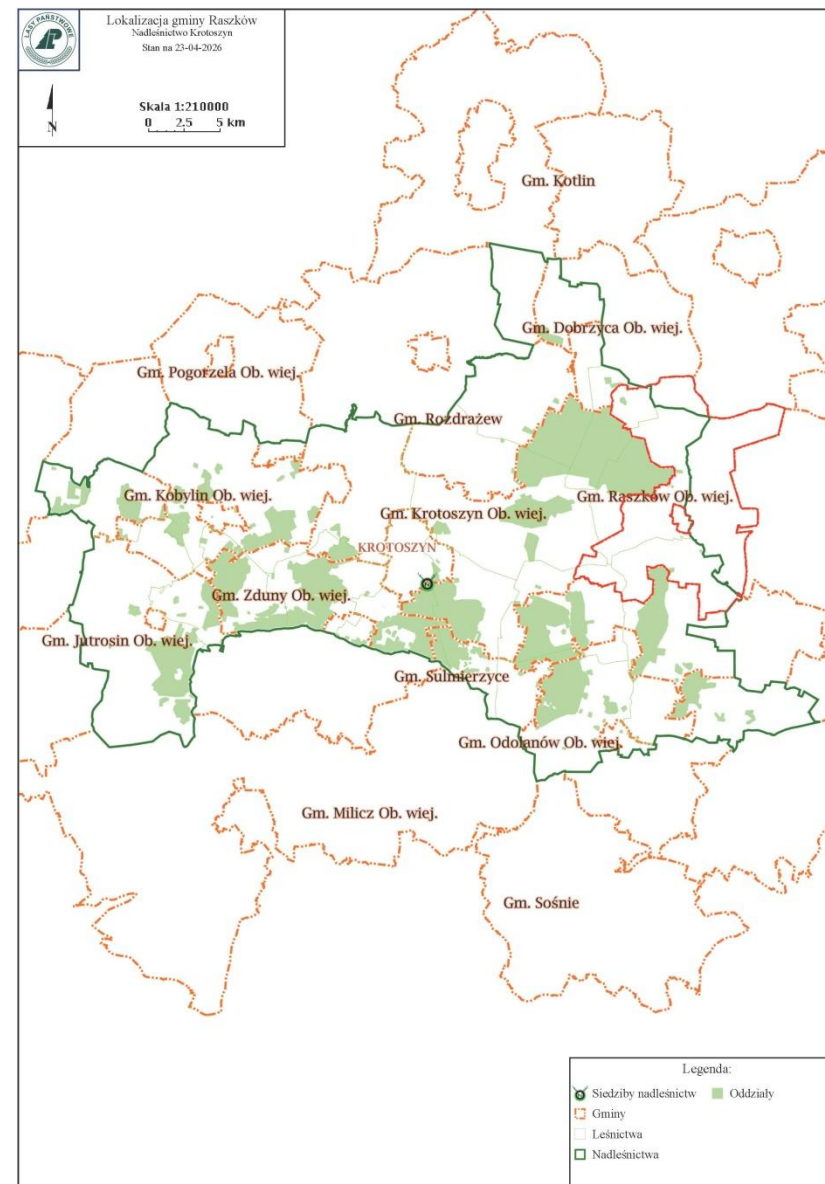 LASY PAŃSTWOWE
Lokalizacja gminy Raszków
Nadleśnictwo Krotoszyn
Stan na 23-04-2026
N
Skala 1:210000
0 2.5 5 km
Gm. Kotlin
Gm. Dobrzyca Ob. wiej.
Gm. Pogorzela Ob. wiej.
Gm. Rozdrażew
Gm. Kobylin Ob. wiej.
Gm. Raszków Ob. wiej.
Gm. Krotoszyn Ob. wiej.
KROTOSZYN
Gm. Zduny Ob. wiej.
Gm. Jutrosin Ob. wiej.
Gm. Sulmierzyce
Gm. Odolanów Ob. wiej.
Gm. Milicz Ob. wiej.
Gm. Sośnie
Legenda:
Siedziby nadleśnictw Oddziały
Gminy
Leśnictwa
Nadleśnictwa